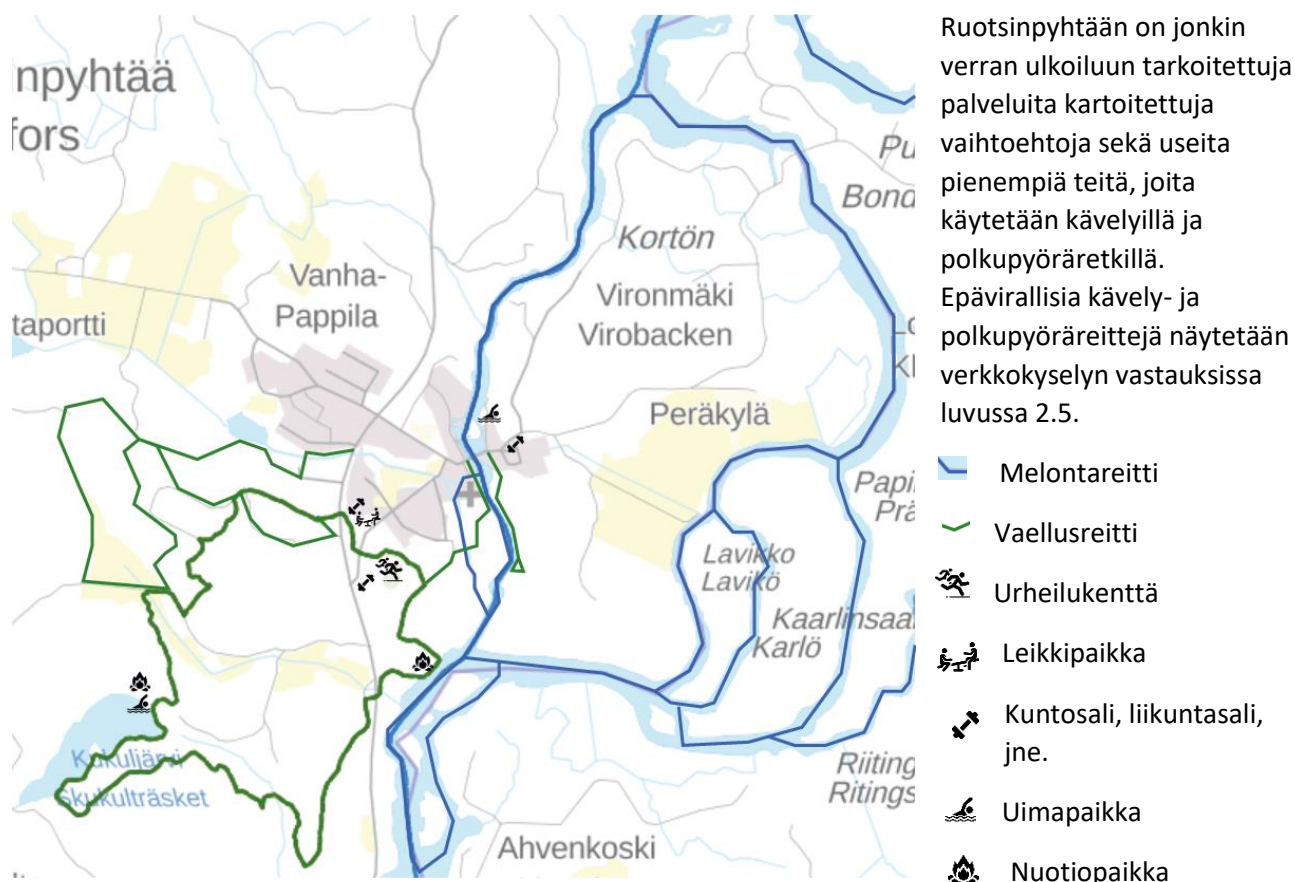 npyhtää
fors
Vanha-
Pappila
taportti
Kortön
Vironmäki
Virobacken
Peräkylä
Pu
Bond
Lo
Kl
Papi
Prä
Lavikko
Lavikö
Kaarlinsaa
Karlö
Riiting
Ritings
Kukuljärvi
Skukulträsket
Ahvenkoski
Ruotsinpyhtään on jonkin
verran ulkoiluun tarkoitettuja
palveluita kartoitettuja
vaihtoehtoja sekä useita
pienempiä teitä, joita
käytetään kävelyillä ja
polkupyöräretkillä.
Epävirallisia kävely- ja
polkupyöräreittejä näytetään
verkkokyselyn vastauksissa
luvussa 2.5.
Melontareitti
Vaellusreitti
Urheilukenttä
Leikkipaikka
Kuntosali, liikuntasali,
jne.
Uimapaikka
Nuotiopaikka